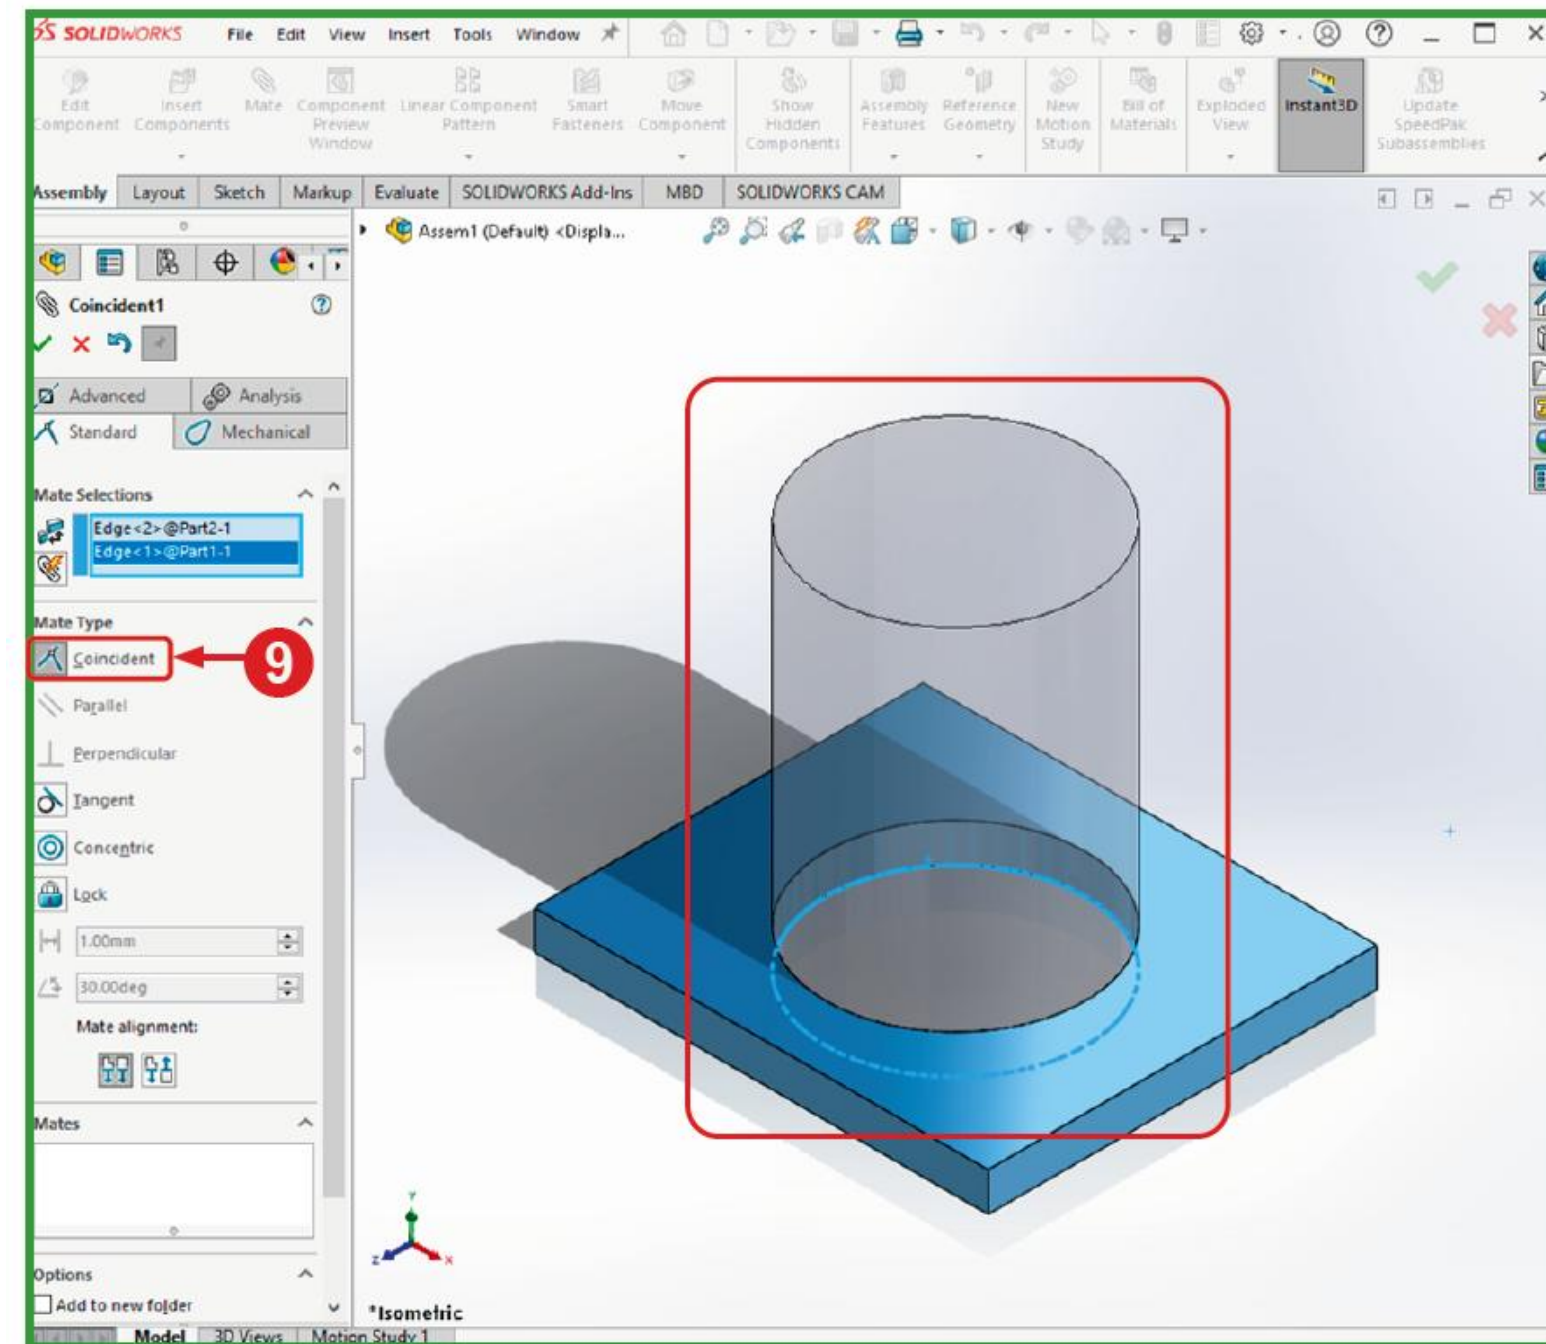 SOLIDWORKS File Edit View Insert Tools Window
Edit Component
Insert Components
Mate
Component Preview Window
Linear Component Pattern
Smart Fasteners
Move Component
Show Hidden Components
Assembly Features
Reference Geometry
New Motion Study
Bill of Materials
Exploded View
Instant3D
Update SpeedPak Subassemblies
Assembly Layout Sketch Markup Evaluate SOLIDWORKS Add-Ins MBD SOLIDWORKS CAM
Assem1 (Default) <Displa...
Coincident1
Advanced Analysis
Standard Mechanical
Mate Selections
Edge<2>@Part2-1
Edge<1>@Part1-1
Mate Type
Coincident
9
Parallel
Perpendicular
Tangent
Concentric
Lock
1.00mm
30.00deg
Mate alignment:
Mates
Options
Add to new folder
Y
Z
X
*Isometric
Model 3D Views Motion Study 1